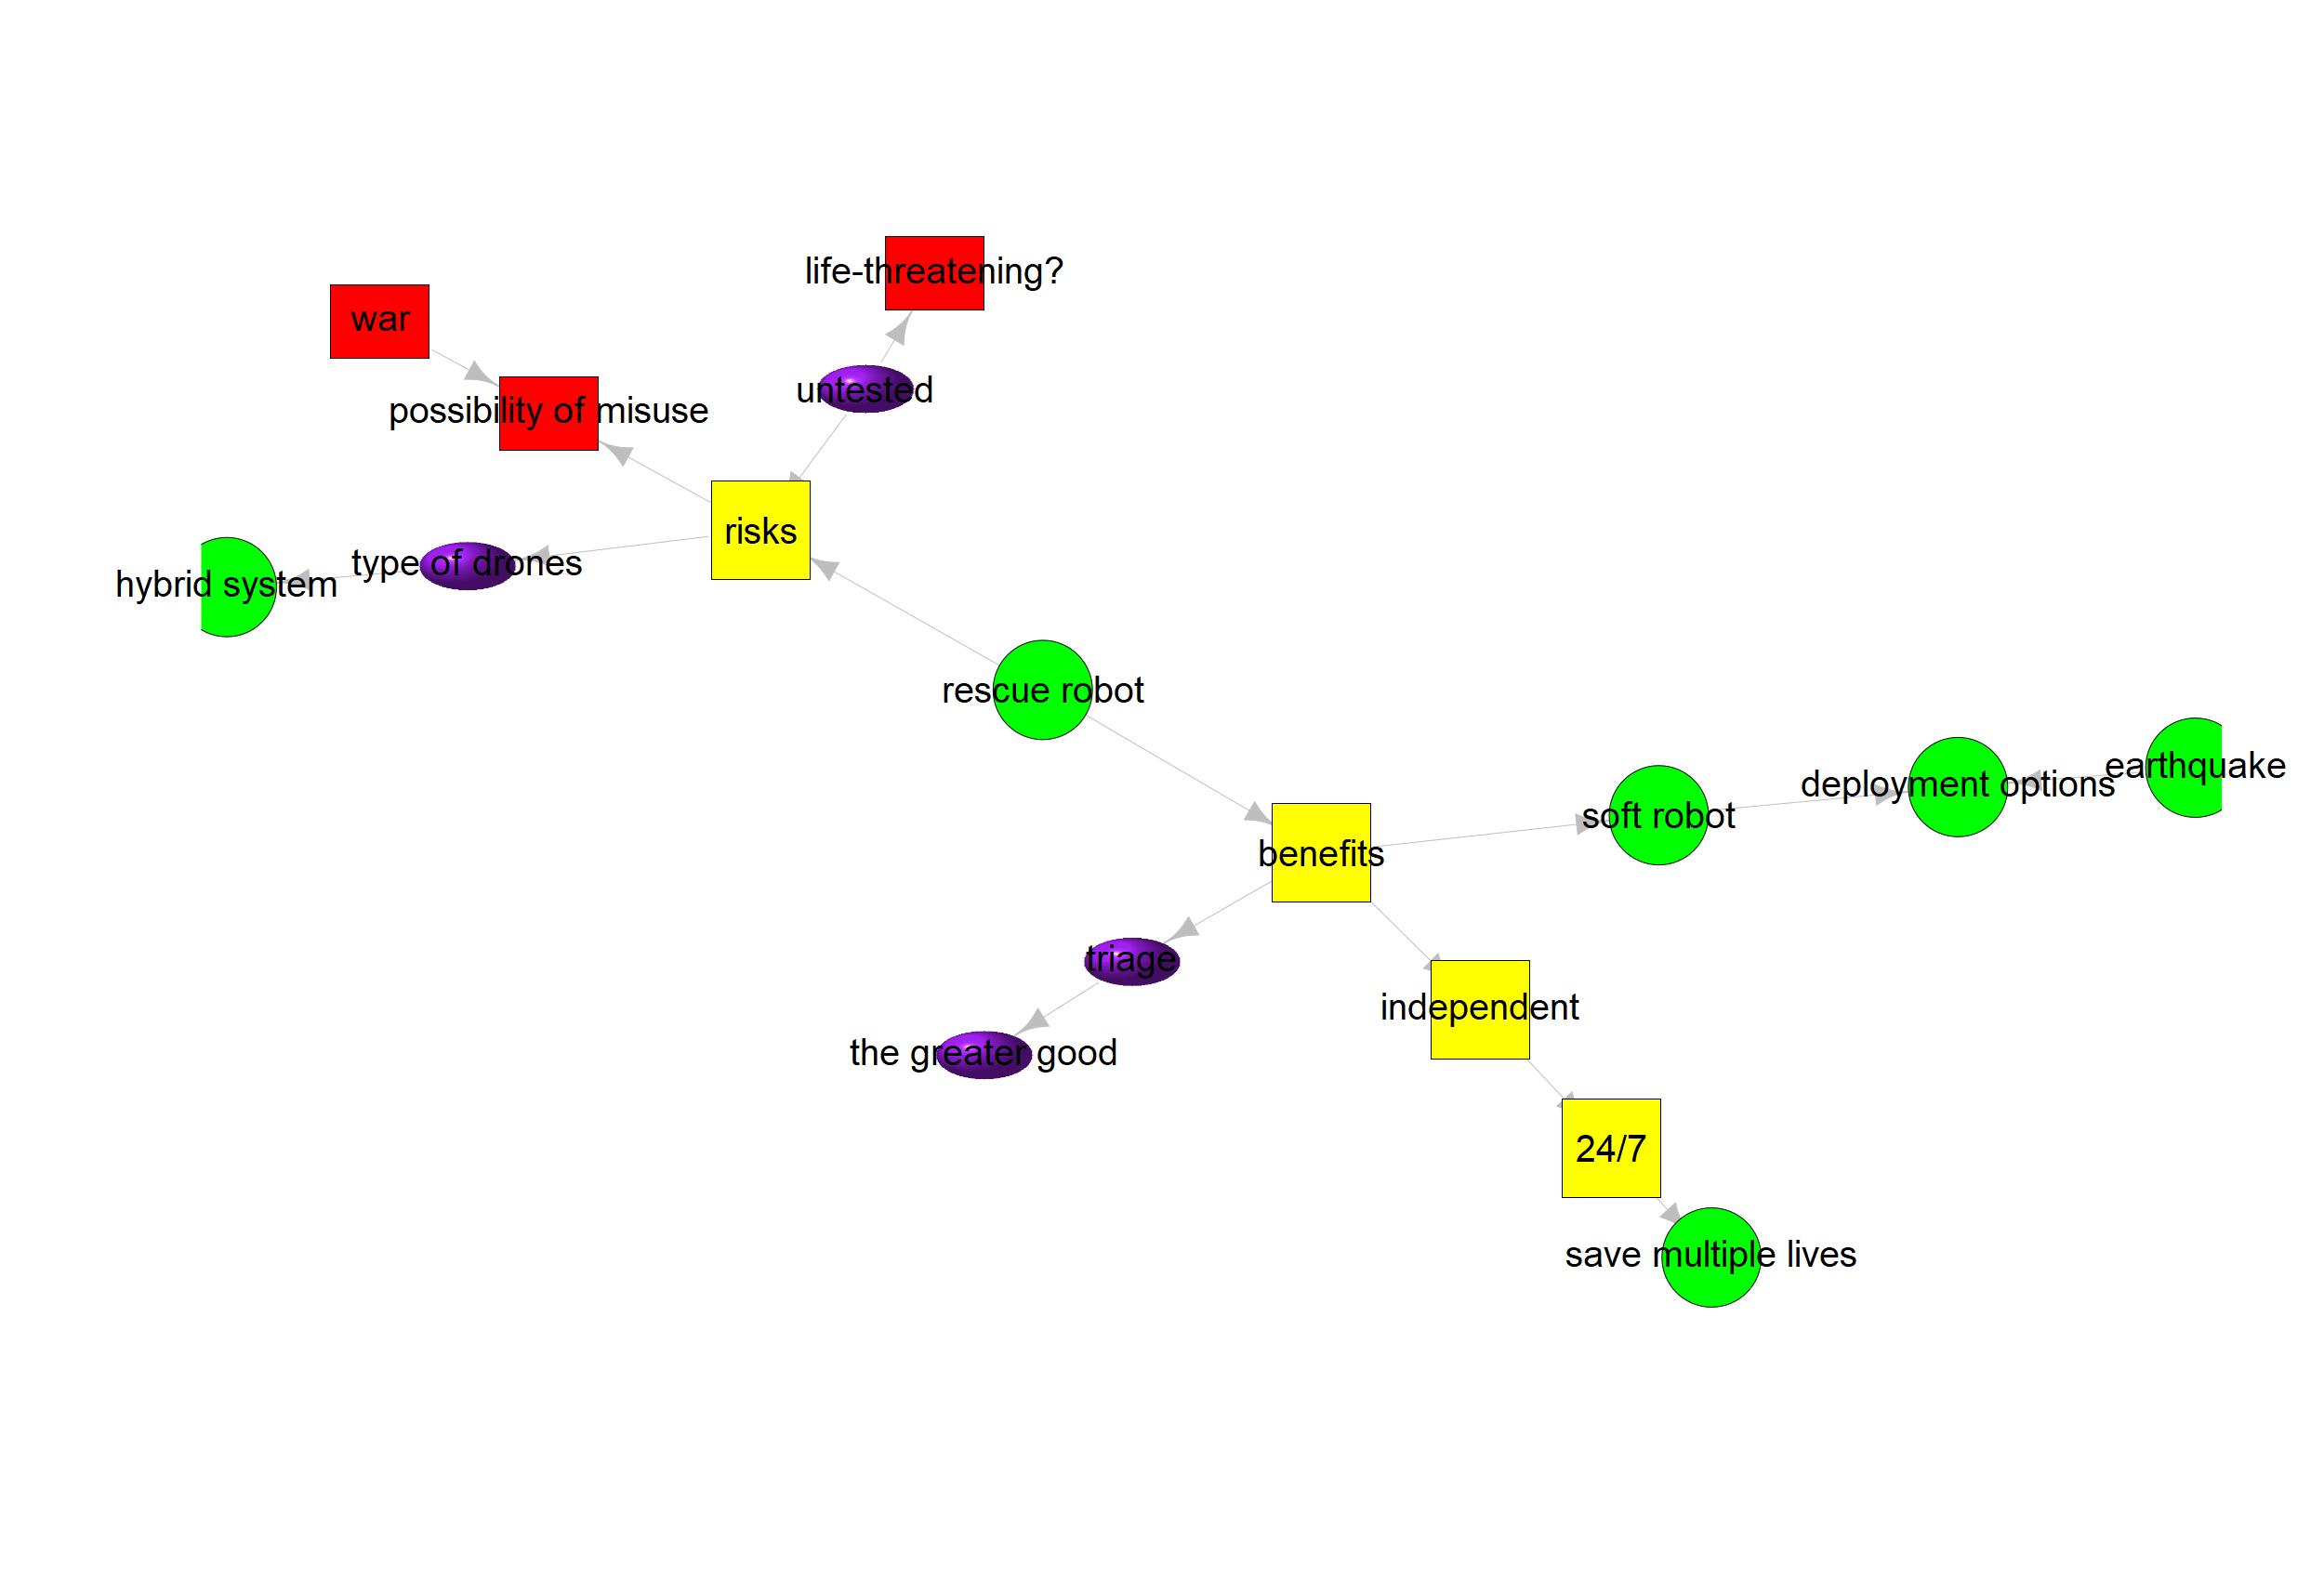 life-threatening?
war
untested
possibility of misuse
risks
type of drones
hybrid system
rescue robot
earthquake
deployment options
soft robot
benefits
triage
independent
the greater good
24/7
save multiple lives